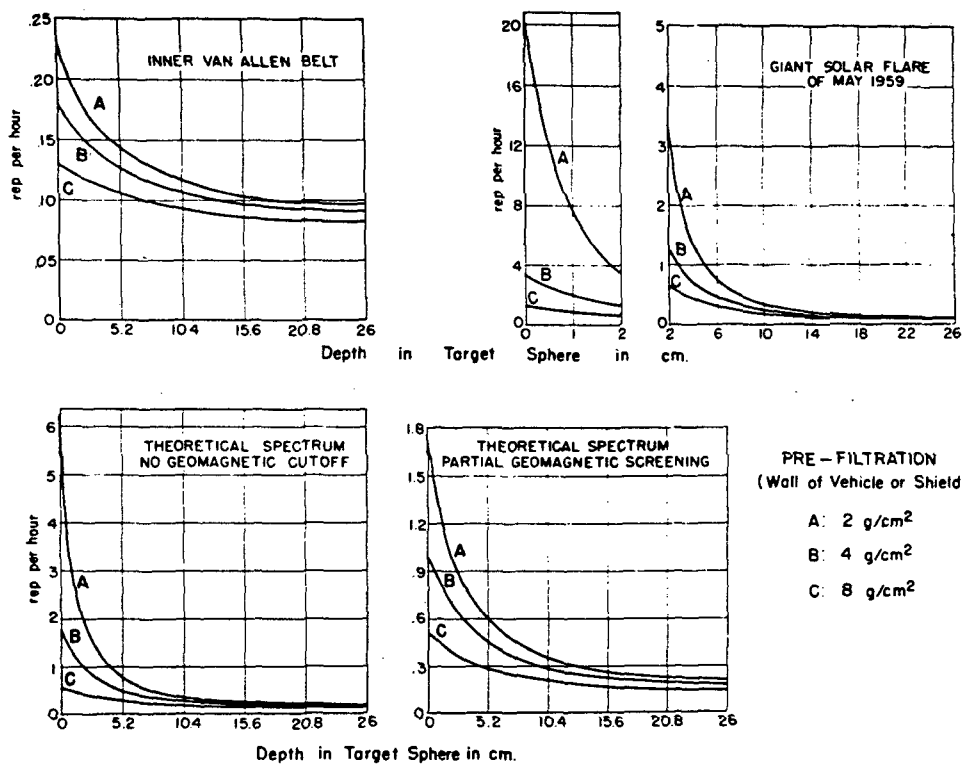 .25
.20
.15
.10
.05
0
rep per hour
INNER VAN ALLEN BELT
A
B
C
0 5.2 10.4 15.6 20.8 26
20
16
12
8
4
0
rep per hour
A
B
C
0 1 2
5
4
3
2
1
0
GIANT SOLAR FLARE
OF MAY 1959
A
B
C
2 6 10 14 18 22 26
Depth in Target Sphere in cm.
6
5
4
3
2
1
0
rep per hour
THEORETICAL SPECTRUM
NO GEOMAGNETIC CUTOFF
A
B
C
0 5.2 10.4 15.6 20.8 26
1.8
1.5
1.2
.9
.6
.3
0
THEORETICAL SPECTRUM
PARTIAL GEOMAGNETIC SCREENING
A
B
C
0 5.2 10.4 15.6 20.8 26
Depth in Target Sphere in cm.
PRE-FILTRATION
(Wall of Vehicle or Shield
A: 2 g/cm²
B: 4 g/cm²
C: 8 g/cm²